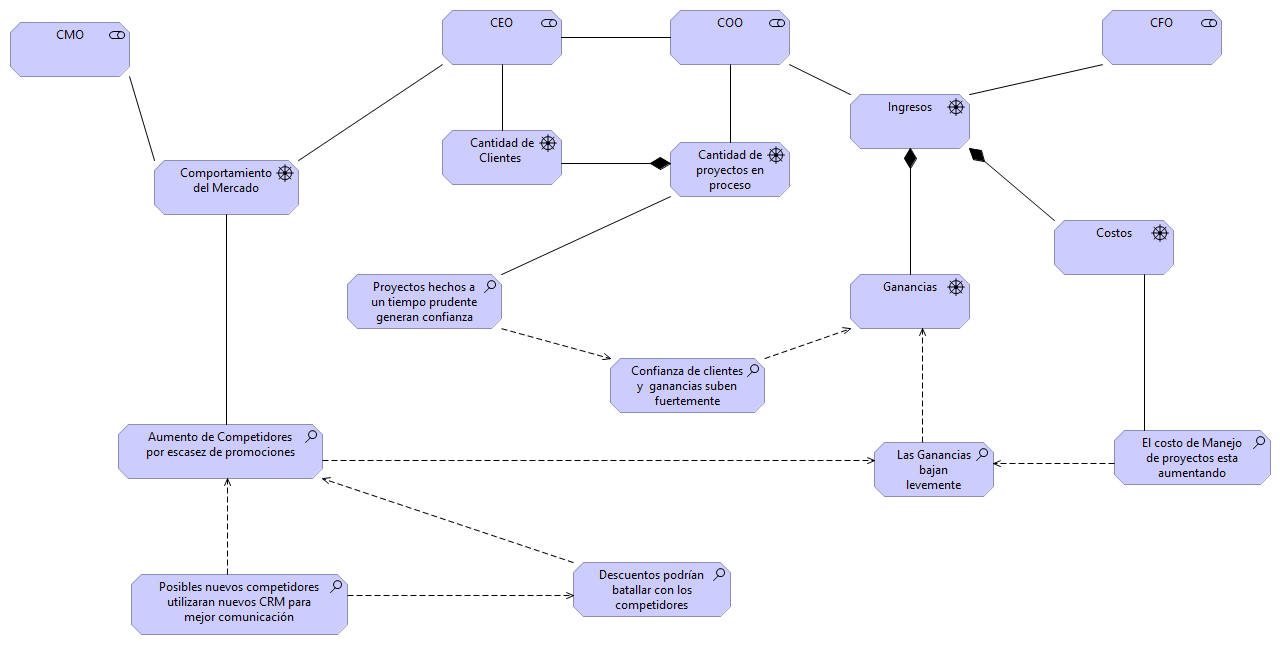 CMO
CEO
COO
CFO
Ingresos
Cantidad de
Clientes
Cantidad de
proyectos en
proceso
Comportamiento
del Mercado
Costos
Proyectos hechos a
un tiempo prudente
generan confianza
Ganancias
Confianza de clientes
y ganancias suben
fuertemente
Aumento de Competidores
por escasez de promociones
Las Ganancias
bajan
levemente
El costo de Manejo
de proyectos esta
aumentando
Posibles nuevos competidores
utilizaran nuevos CRM para
mejor comunicación
Descuentos podrían
batallar con los
competidores